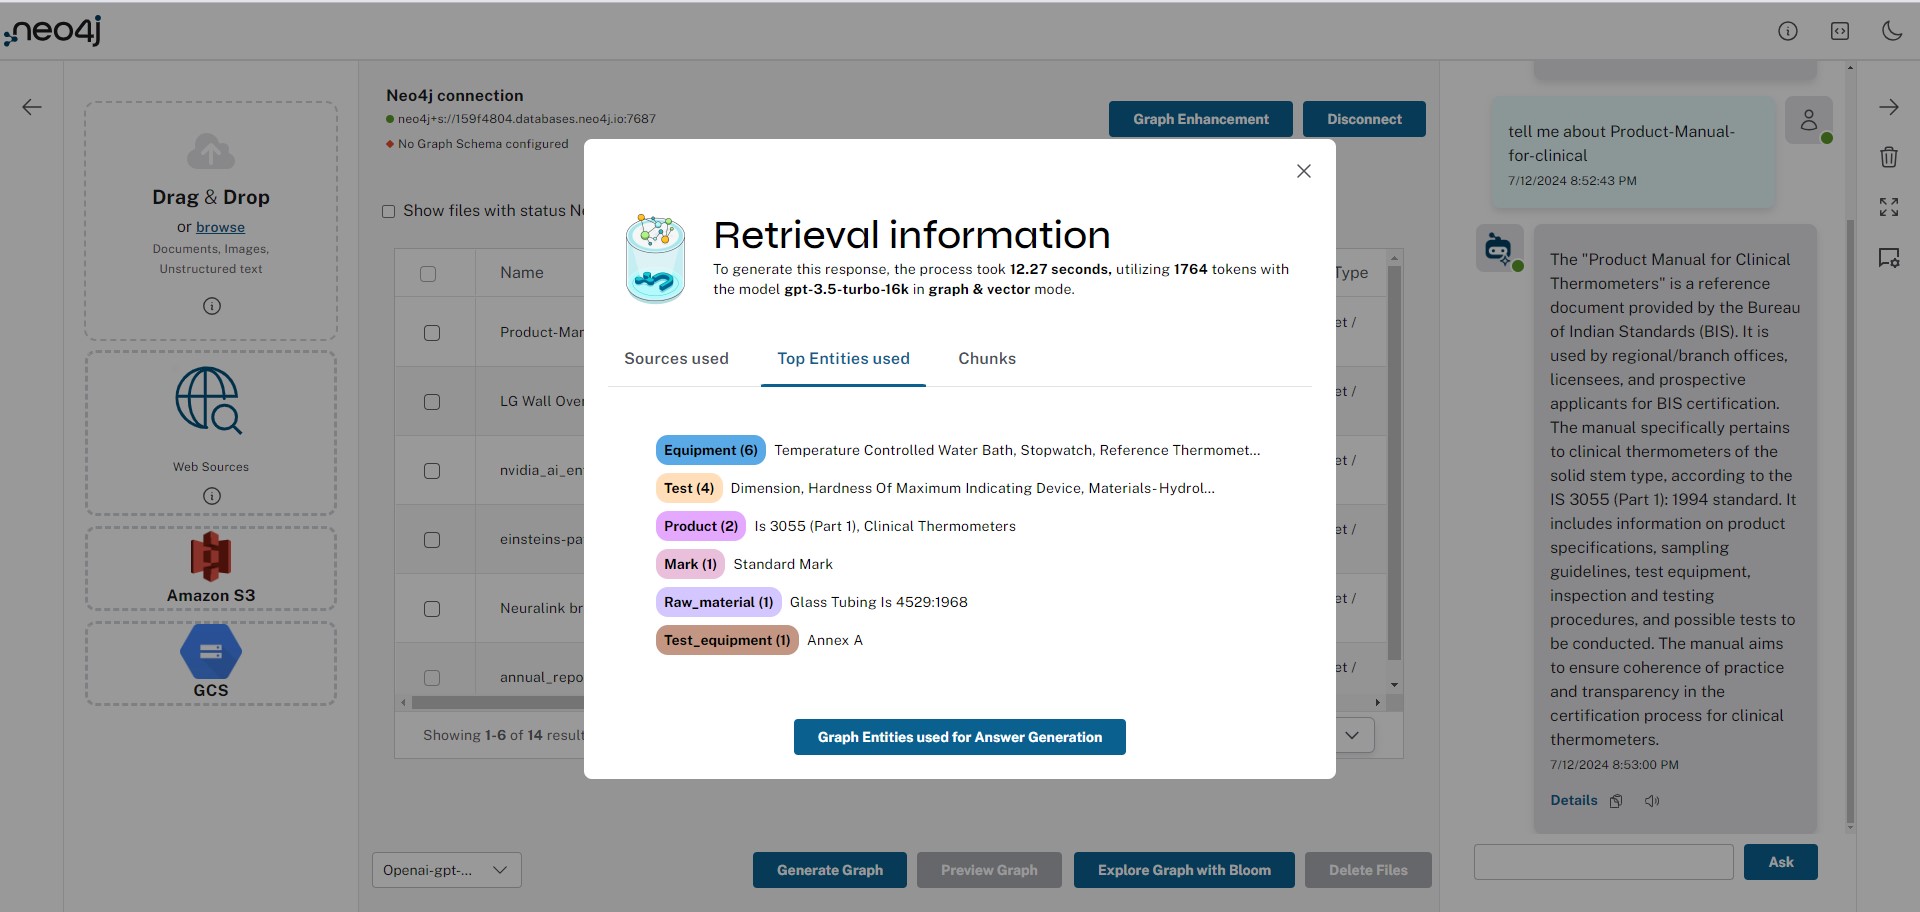 neo4j
Drag & Drop
or browse
Documents, Images,
Unstructured text
Web Sources
Amazon S3
GCS
Neo4j connection
neo4j+s://159f4804.databases.neo4j.io:7687
No Graph Schema configured
Graph Enhancement
Disconnect
Show files with status
Name
Type
Product-Mar
LG Wall Over
nvidia_ai_en
einsteins-pa
Neuralink br
annual_repo
et /
et /
et /
et /
et /
et /
Showing 1-6 of 14 result
Openai-gpt-...
Generate Graph
Preview Graph
Explore Graph with Bloom
Delete Files
Retrieval information
To generate this response, the process took 12.27 seconds, utilizing 1764 tokens with
the model gpt-3.5-turbo-16k in graph & vector mode.
Sources used
Top Entities used
Chunks
Equipment (6) Temperature Controlled Water Bath, Stopwatch, Reference Thermomet...
Test (4) Dimension, Hardness Of Maximum Indicating Device, Materials-Hydrol...
Product (2) Is 3055 (Part 1), Clinical Thermometers
Mark (1) Standard Mark
Raw_material (1) Glass Tubing Is 4529:1968
Test_equipment (1) Annex A
Graph Entities used for Answer Generation
tell me about Product-Manual-
for-clinical
7/12/2024 8:52:43 PM
The "Product Manual for Clinical
Thermometers" is a reference
document provided by the Bureau
of Indian Standards (BIS). It is
used by regional/branch offices,
licensees, and prospective
applicants for BIS certification.
The manual specifically pertains
to clinical thermometers of the
solid stem type, according to the
IS 3055 (Part 1): 1994 standard. It
includes information on product
specifications, sampling
guidelines, test equipment,
inspection and testing
procedures, and possible tests to
be conducted. The manual aims
to ensure coherence of practice
and transparency in the
certification process for clinical
thermometers.
7/12/2024 8:53:00 PM
Details
Ask